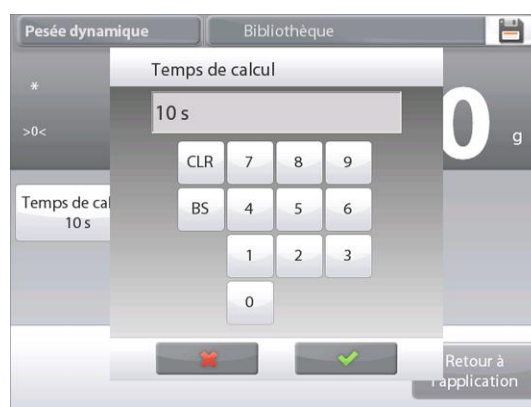 Pesée dynamique
Bibliothèque
Temps de calcul
*
10 s
>0<
0
g
CLR 7 8 9
Temps de cal
10 s
BS 4 5 6
1 2 3
0
Retour à
l'application